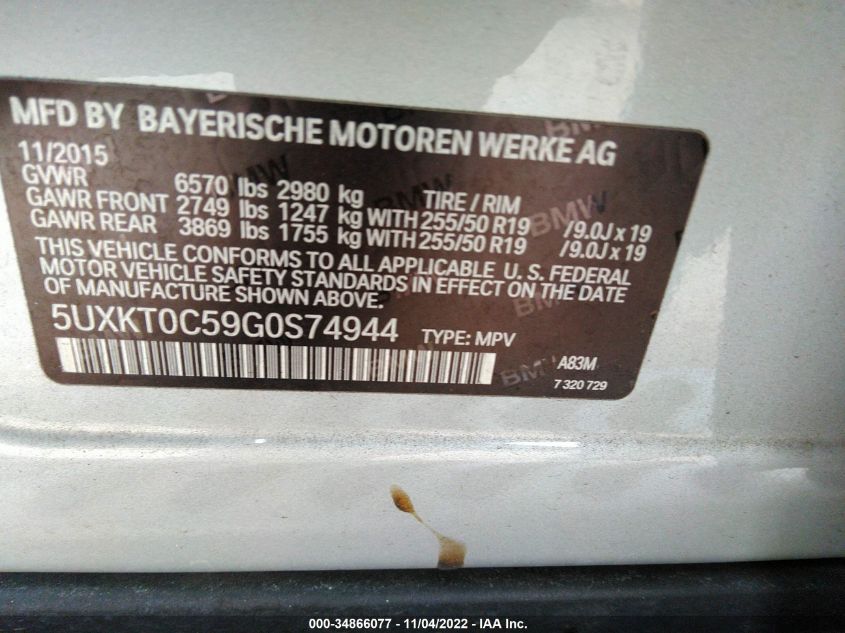 MFD BY BAYERISCHE MOTOREN WERKE AG
11/2015
GVWR 6570 lbs 2980 kg TIRE / RIM
GAWR FRONT 2749 lbs 1247 kg WITH 255/50 R19 /9.0J x 19
GAWR REAR 3869 lbs 1755 kg WITH 255/50 R19 /9.0J x 19
THIS VEHICLE CONFORMS TO ALL APPLICABLE U. S. FEDERAL
MOTOR VEHICLE SAFETY STANDARDS IN EFFECT ON THE DATE
OF MANUFACTURE SHOWN ABOVE.
5UXKT0C59G0S74944 TYPE: MPV
BMW A83M
7 320 729
000-34866077 - 11/04/2022 - IAA Inc.